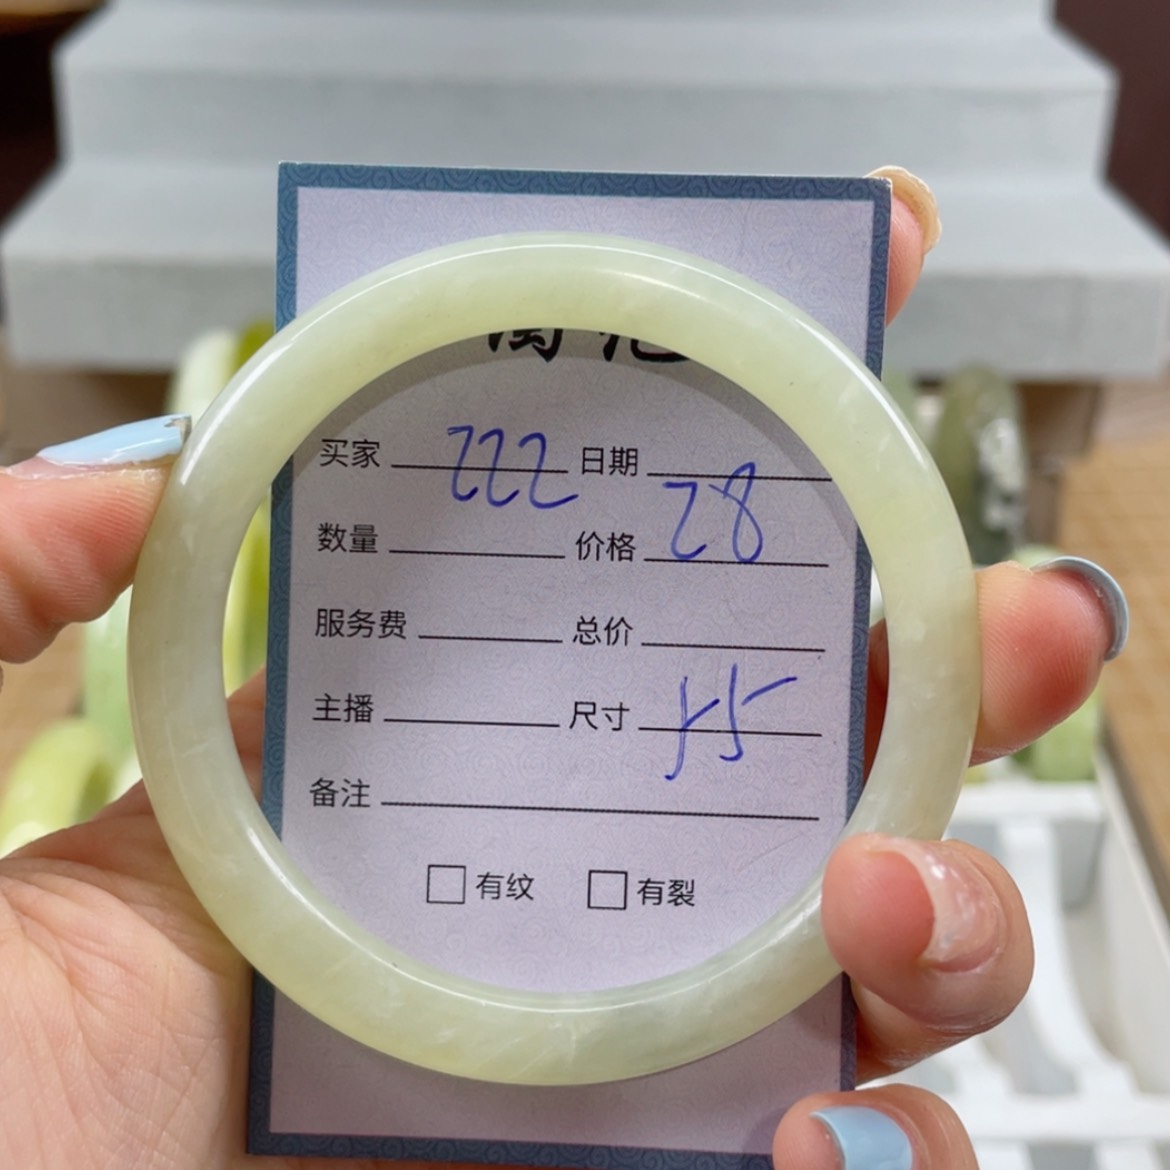 买家 222 日期
数量 价格 28
服务费 总价
主播 尺寸 55
备注
有纹 有裂